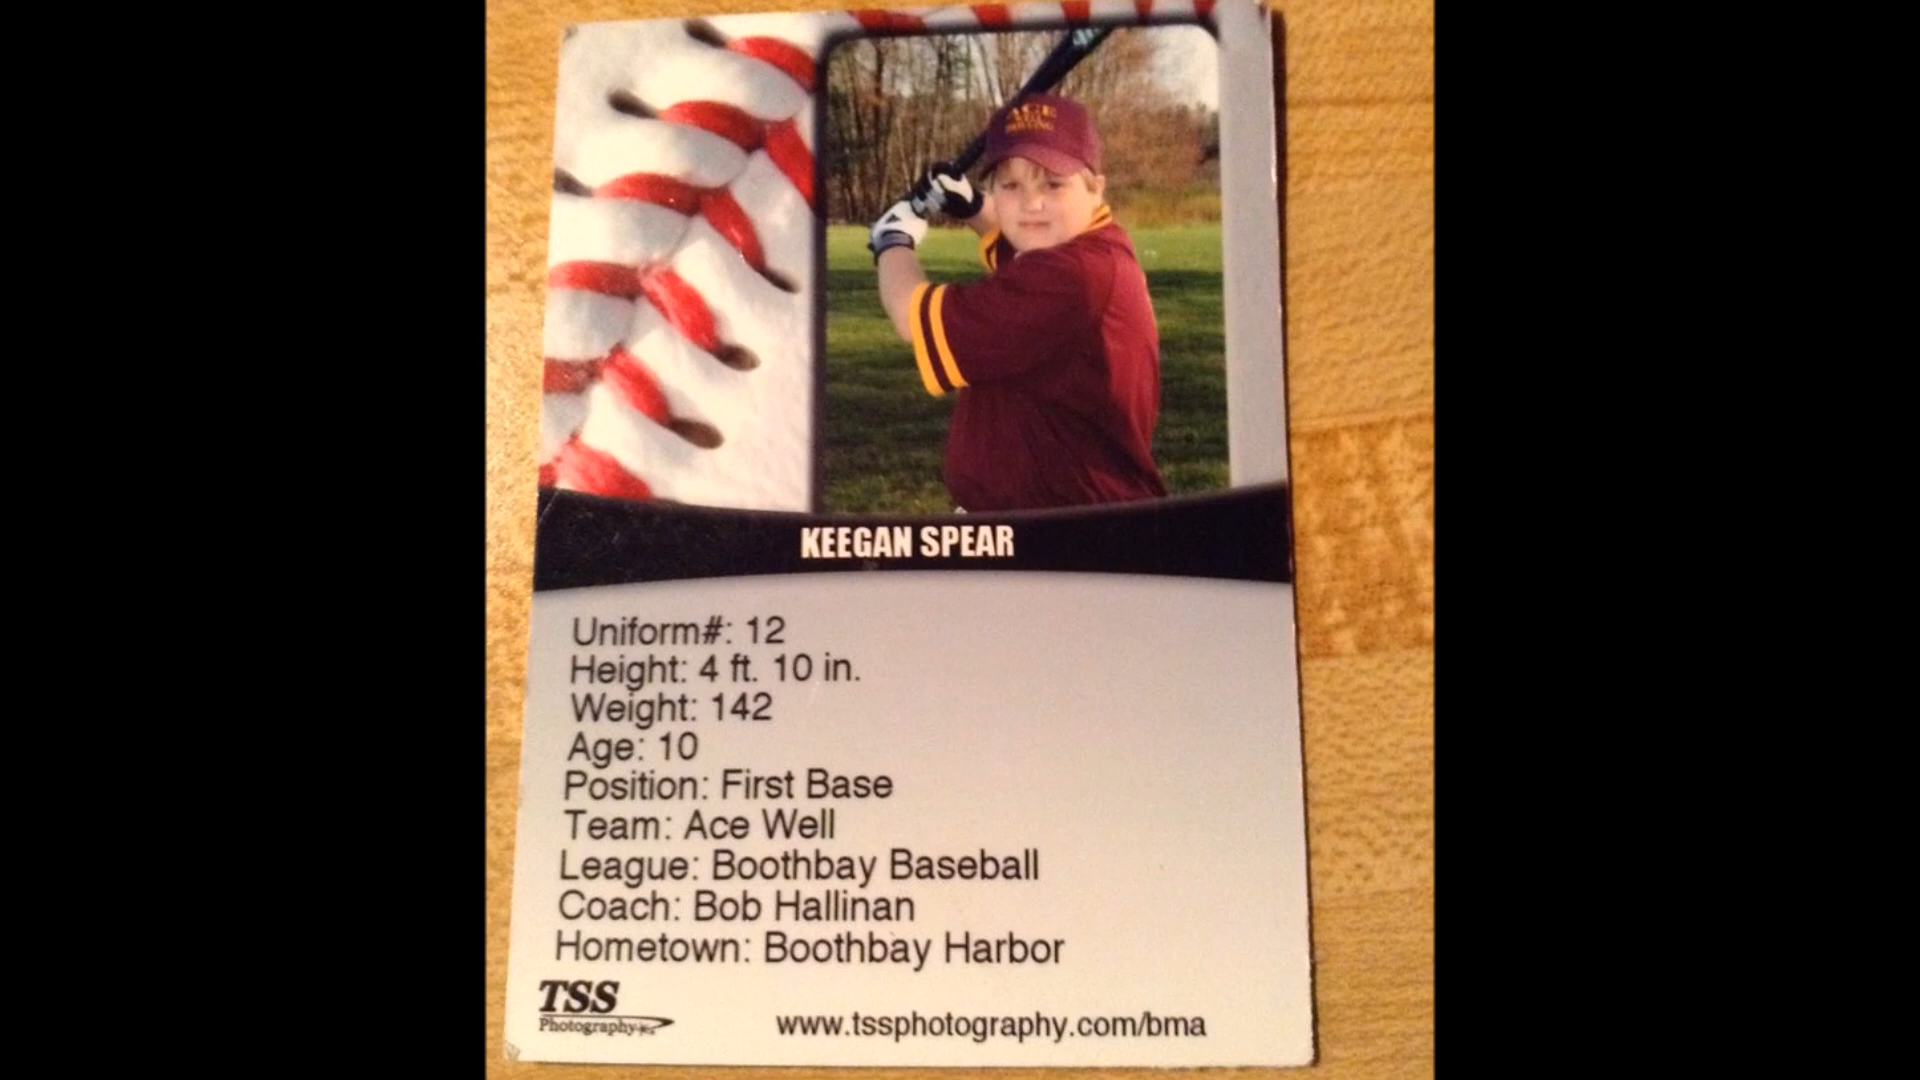 ACE
KEEGAN SPEAR
Uniform#: 12
Height: 4 ft. 10 in.
Weight: 142
Age: 10
Position: First Base
Team: Ace Well
League: Boothbay Baseball
Coach: Bob Hallinan
Hometown: Boothbay Harbor
TSS
Photography
www.tssphotography.com/bma